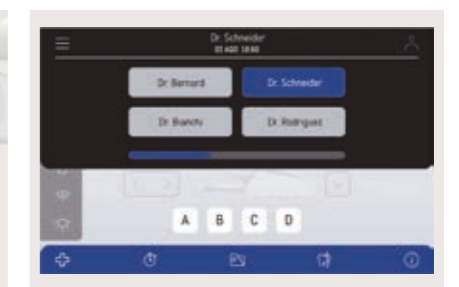 Dr. Schneider
Dr. Bernard
Dr. Schneider
Dr. Bianchi
Dr. Rodriguez
A B C D